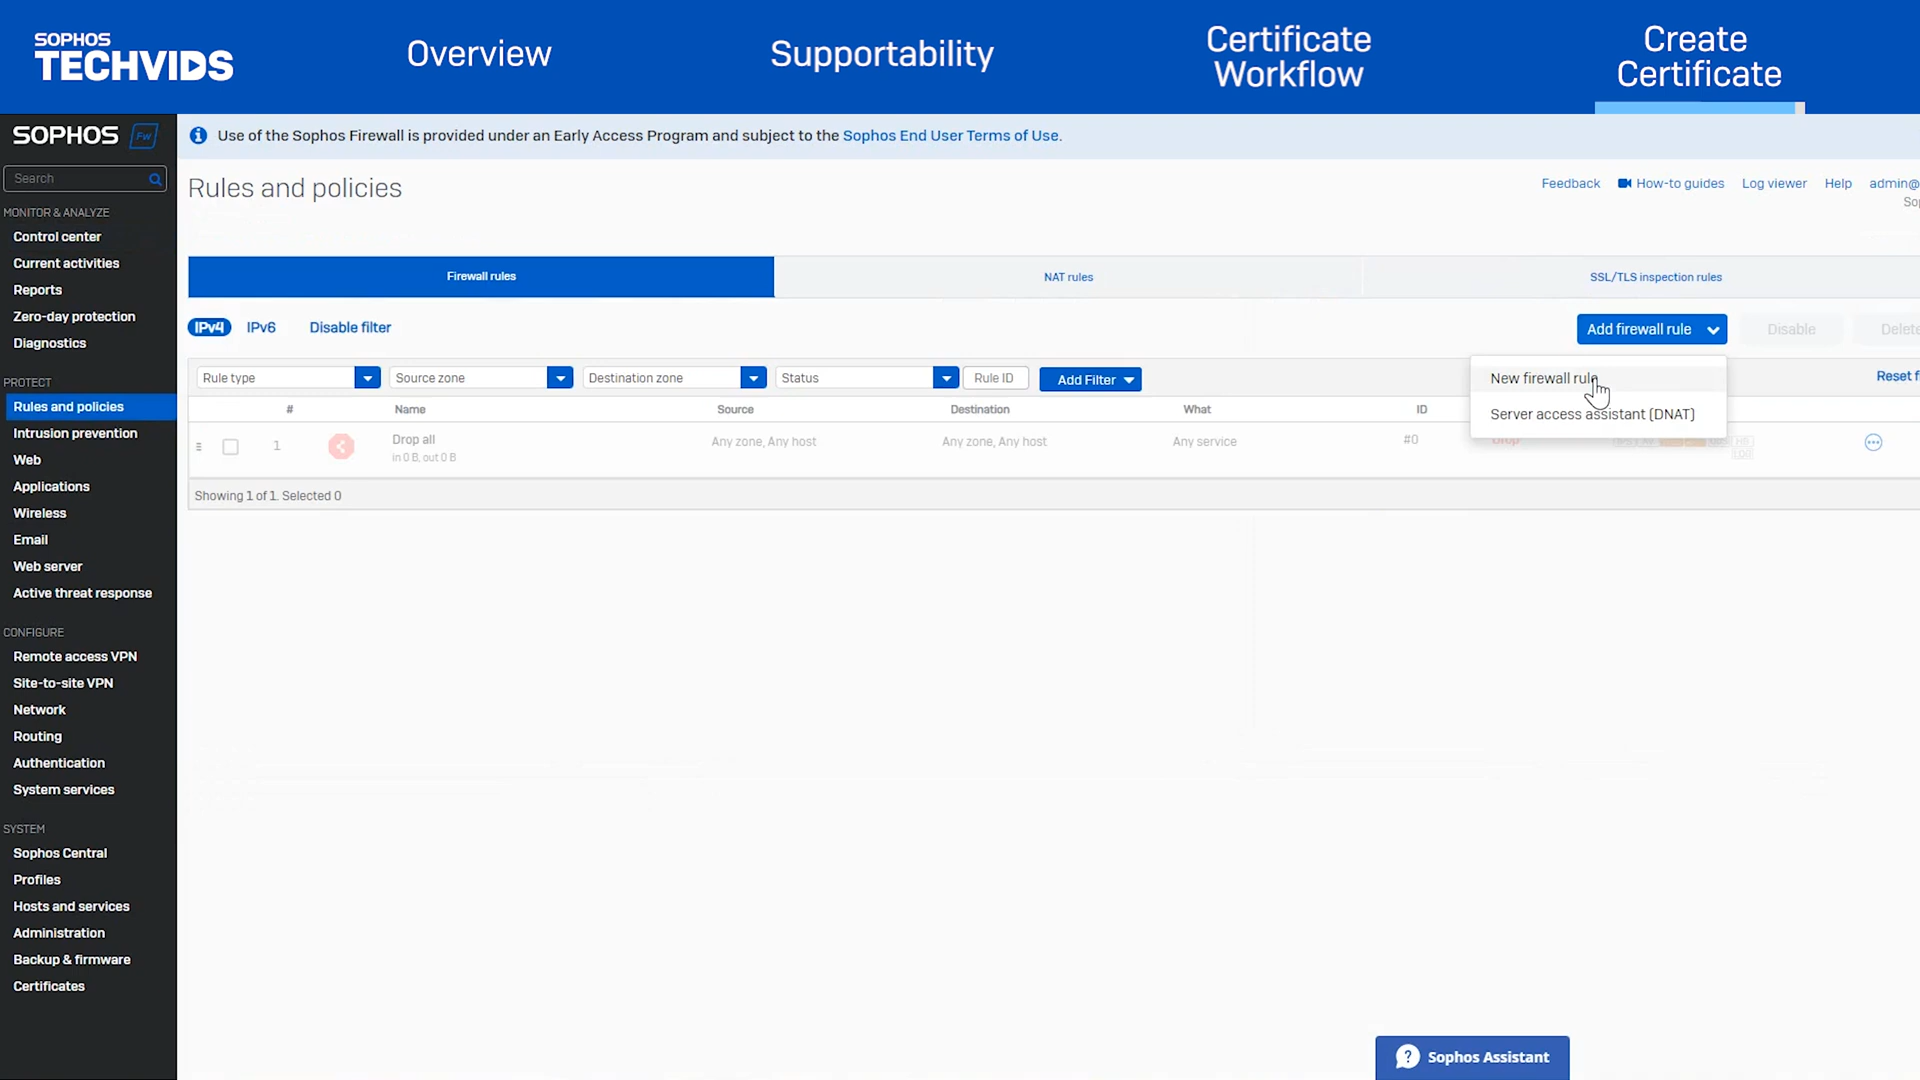 SOPHOS
TECHVIDS
Overview
Supportability
Certificate
Workflow
Create
Certificate
SOPHOS Fw
Use of the Sophos Firewall is provided under an Early Access Program and subject to the Sophos End User Terms of Use.
Search
Rules and policies
Feedback
How-to guides
Log viewer
Help
admin@
Sop
MONITOR & ANALYZE
Control center
Current activities
Reports
Zero-day protection
Diagnostics
PROTECT
Rules and policies
Intrusion prevention
Web
Applications
Wireless
Email
Web server
Active threat response
CONFIGURE
Remote access VPN
Site-to-site VPN
Network
Routing
Authentication
System services
SYSTEM
Sophos Central
Profiles
Hosts and services
Administration
Backup & firmware
Certificates
Firewall rules
NAT rules
SSL/TLS inspection rules
IPv4 IPv6 Disable filter
Add firewall rule
Disable
Delete
Rule type
Source zone
Destination zone
Status
Rule ID
Add Filter
Reset f
New firewall rule
Server access assistant (DNAT)
# Name Source Destination What ID
1 Drop all Any zone, Any host Any zone, Any host Any service #0 Drop
in 0 B, out 0 B
LOG
Showing 1 of 1. Selected 0
? Sophos Assistant